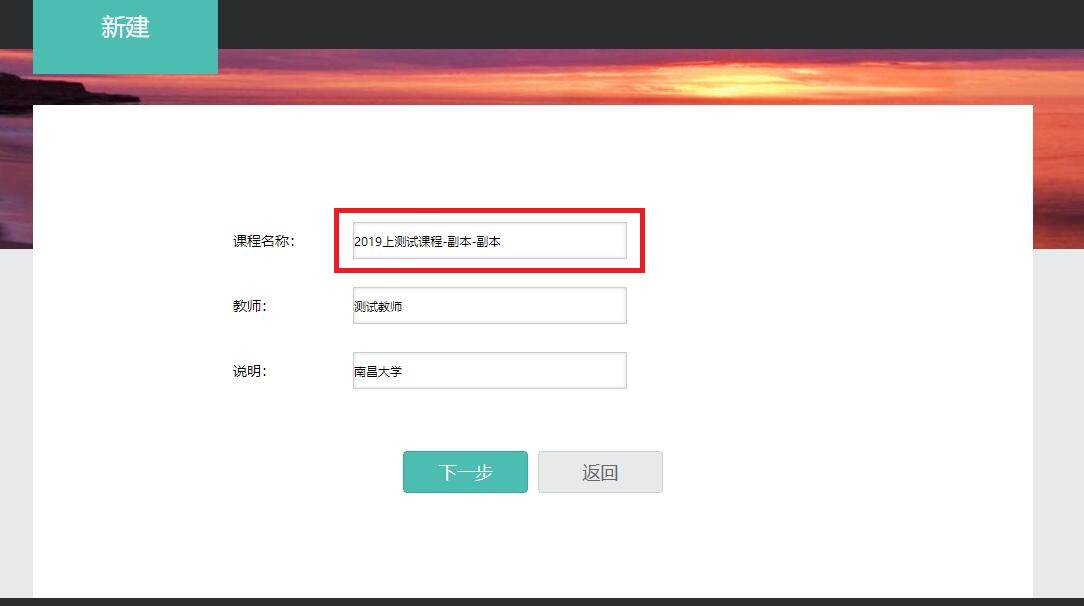 新建
课程名称：
2019上测试课程-副本-副本
教师：
测试教师
说明：
南昌大学
下一步
返回